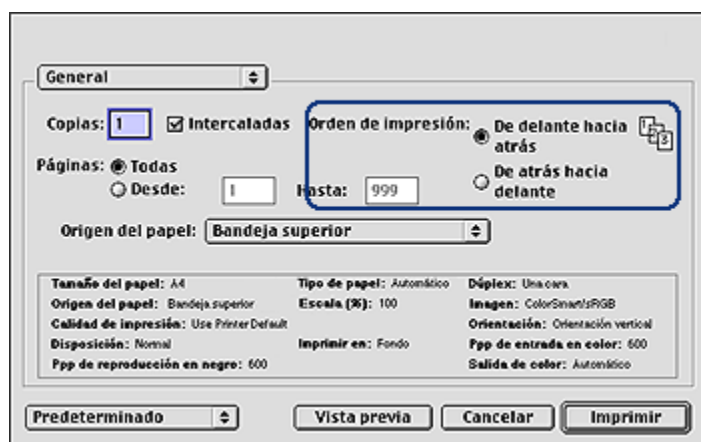 General
Copias: 1 Intercaladas Orden de impresión: De delante hacia atrás
Páginas: Todas
Desde: 1 Hasta: 999 De atrás hacia delante
Origen del papel: Bandeja superior
Tamaño del papel: A4 Tipo de papel: Automático Dúplex: Una cara
Origen del papel: Bandeja superior Escala (%): 100 Imagen: ColorSmart/sRGB
Calidad de impresión: Use Printer Default Orientación: Orientación vertical
Disposición: Normal Imprimir en: Fondo Ppp de entrada en color: 600
Ppp de reproducción en negro: 600 Salida de color: Automático
Predeterminado Vista previa Cancelar Imprimir